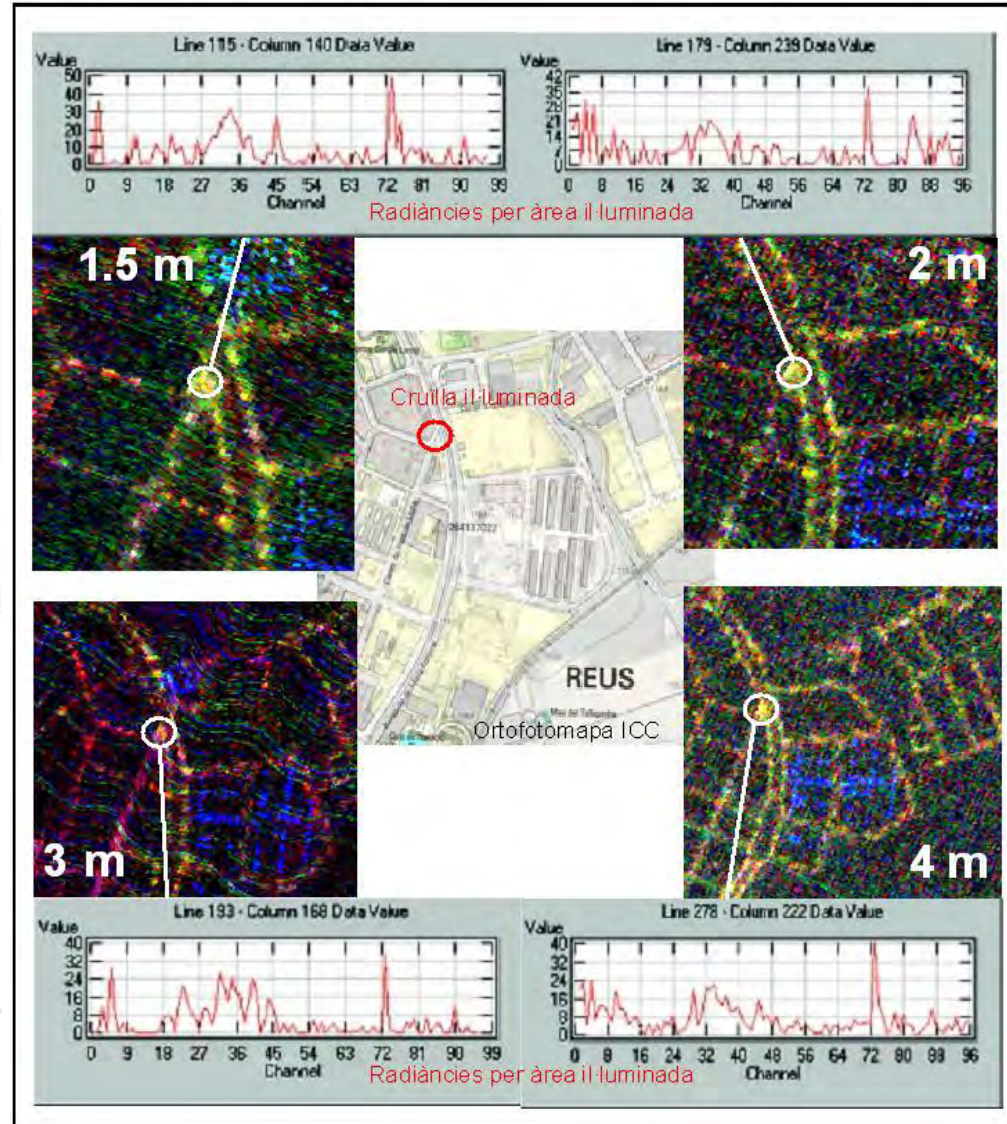 Line 115 - Column 140 Data Value
Value
50
40
30
20
10
0
0 9 18 27 36 45 54 63 72 81 90 99
Channel
Line 179 - Column 239 Data Value
Value
42
35
28
21
14
7
0 8 16 24 32 40 48 56 64 72 80 88 96
Channel
Radiàncies per àrea il·luminada
1.5 m
2 m
Cruïlla il·luminada
264137022
REUS
Ortofotomapa ICC
3 m
4 m
Line 193 - Column 168 Data Value
Value
40
32
24
16
8
0
0 9 18 27 36 45 54 63 72 81 90 99
Channel
Line 278 - Column 222 Data Value
Value
40
32
24
16
8
0
0 8 16 24 32 40 48 56 64 72 80 88 96
Channel
Radiàncies per àrea il·luminada